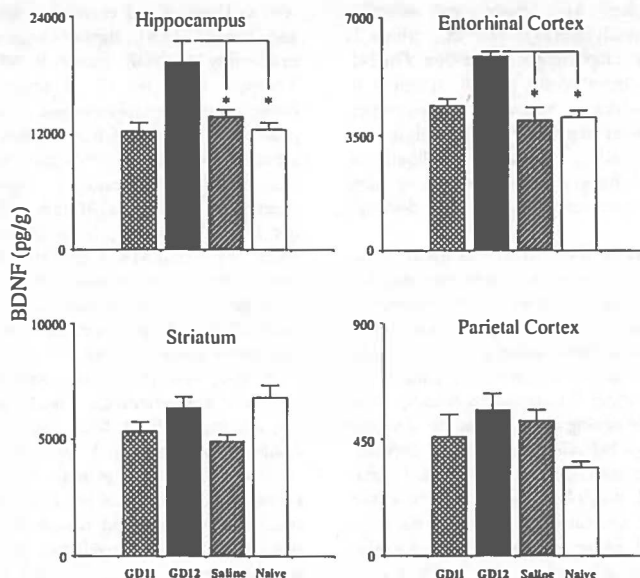 Hippocampus
24000
12000
0
* *
Entorhinal Cortex
7000
3500
0
* *
BDNF (pg/g)
Striatum
10000
5000
0
GD11 GD12 Saline Naive
Parietal Cortex
900
450
0
GD11 GD12 Saline Naive